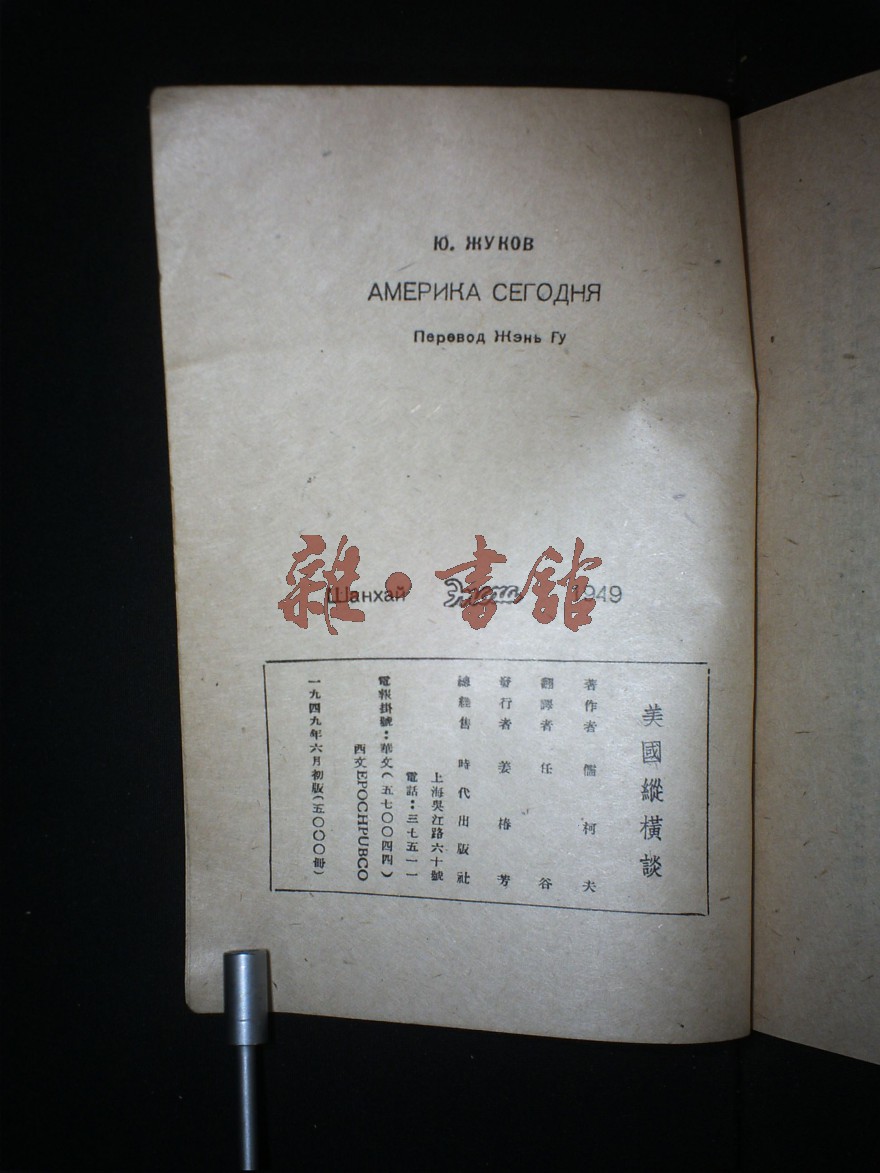 Ю. ЖУКОВ
АМЕРИКА СЕГОДНЯ
Перевод Жэнь Гу
雜·書館
Шанхай Эпоха 1949
美國縱橫談
著作者 儒柯夫
翻譯者 任谷
發行者 姜椿芳
總經售 時代出版社
上海吳江路六十號
電話：三七五一一
電報掛號：華文(五七〇〇四四)
西文EPOCHPUBCO
一九四九年六月初版(五〇〇〇冊)